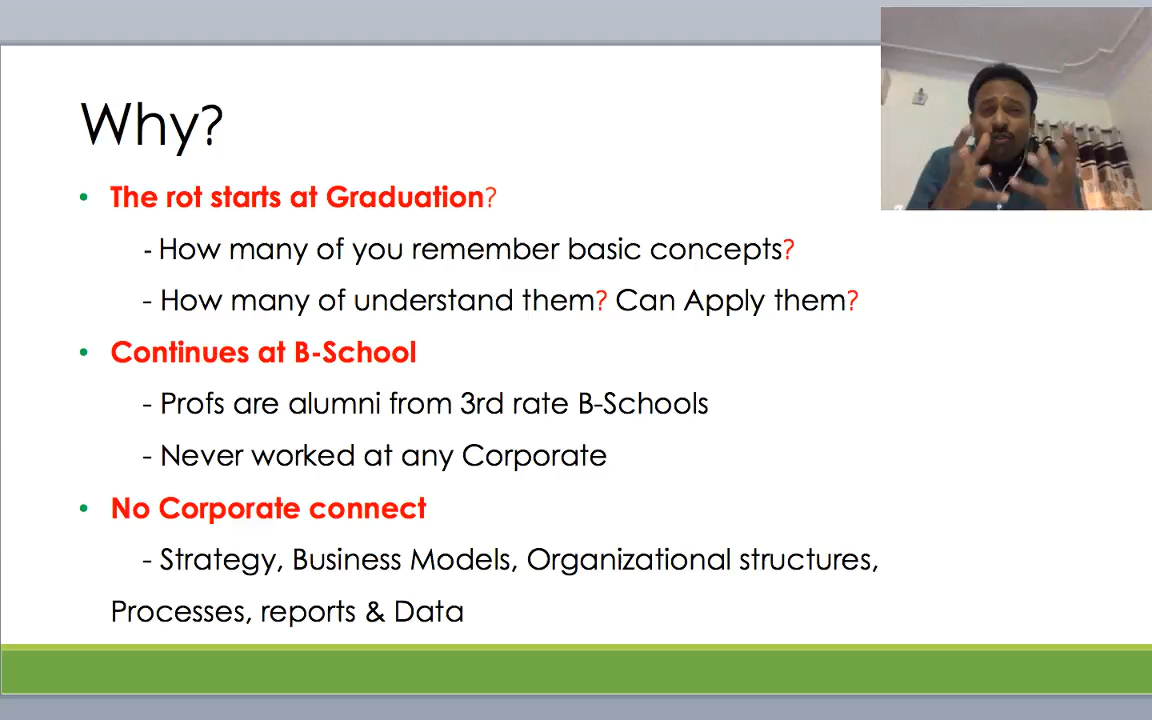 Why?
• The rot starts at Graduation?
- How many of you remember basic concepts?
- How many of understand them? Can Apply them?
• Continues at B-School
- Profs are alumni from 3rd rate B-Schools
- Never worked at any Corporate
• No Corporate connect
- Strategy, Business Models, Organizational structures,
Processes, reports & Data